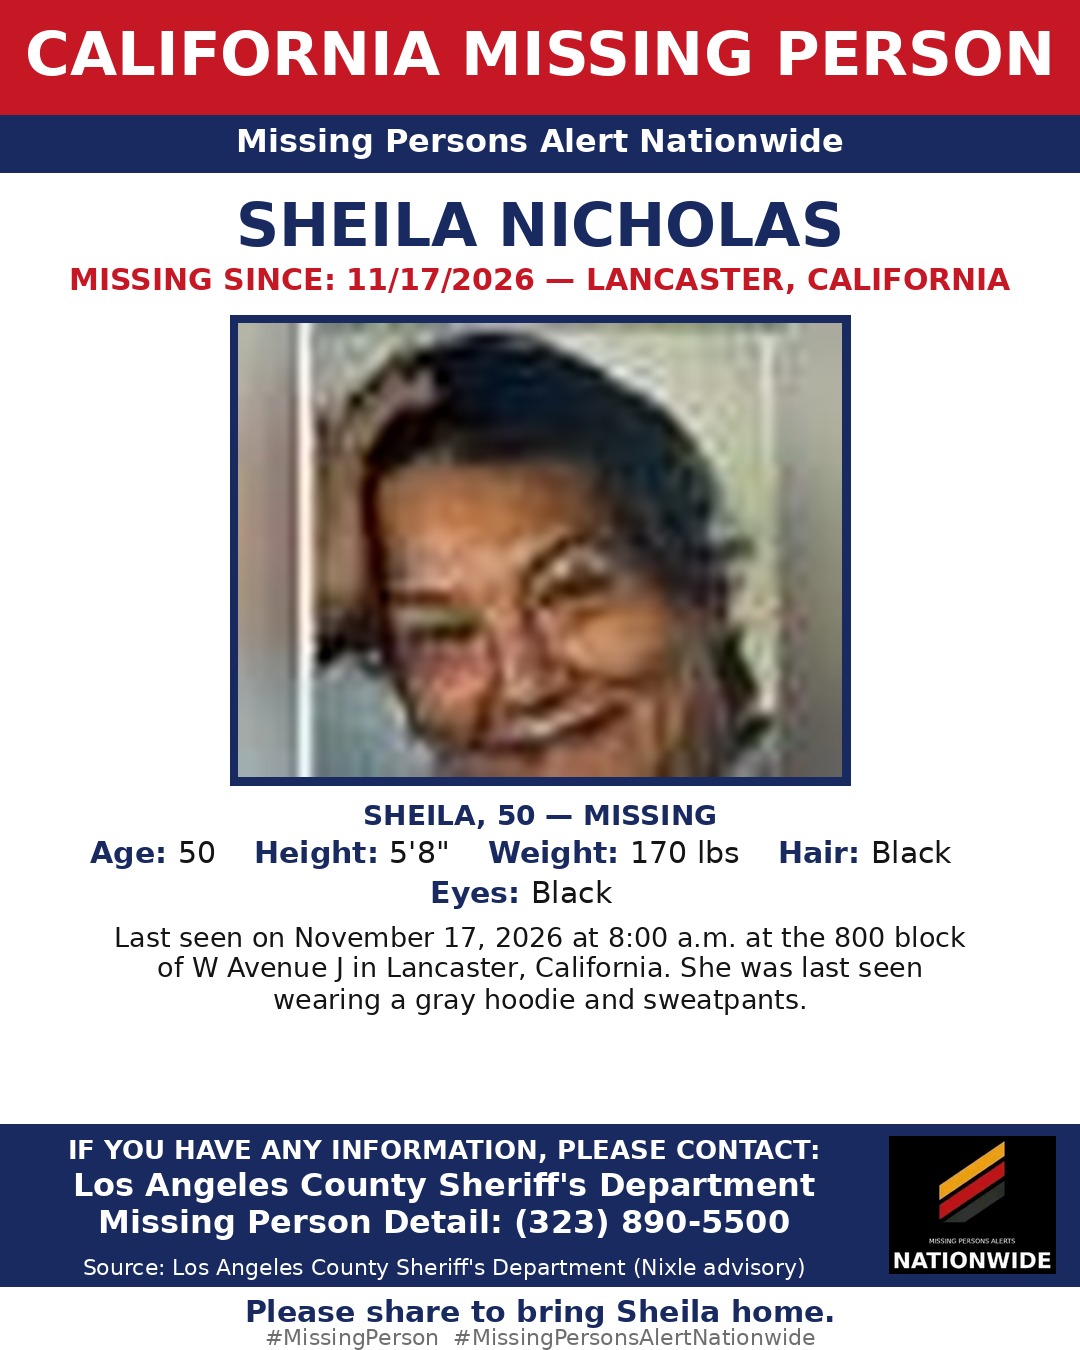 CALIFORNIA MISSING PERSON
Missing Persons Alert Nationwide
SHEILA NICHOLAS
MISSING SINCE: 11/17/2026 — LANCASTER, CALIFORNIA
SHEILA, 50 — MISSING
Age: 50 Height: 5'8" Weight: 170 lbs Hair: Black
Eyes: Black
Last seen on November 17, 2026 at 8:00 a.m. at the 800 block
of W Avenue J in Lancaster, California. She was last seen
wearing a gray hoodie and sweatpants.
IF YOU HAVE ANY INFORMATION, PLEASE CONTACT:
Los Angeles County Sheriff's Department
Missing Person Detail: (323) 890-5500
Source: Los Angeles County Sheriff's Department (Nixle advisory)
MISSING PERSONS ALERTS
NATIONWIDE
Please share to bring Sheila home.
#MissingPerson #MissingPersonsAlertNationwide